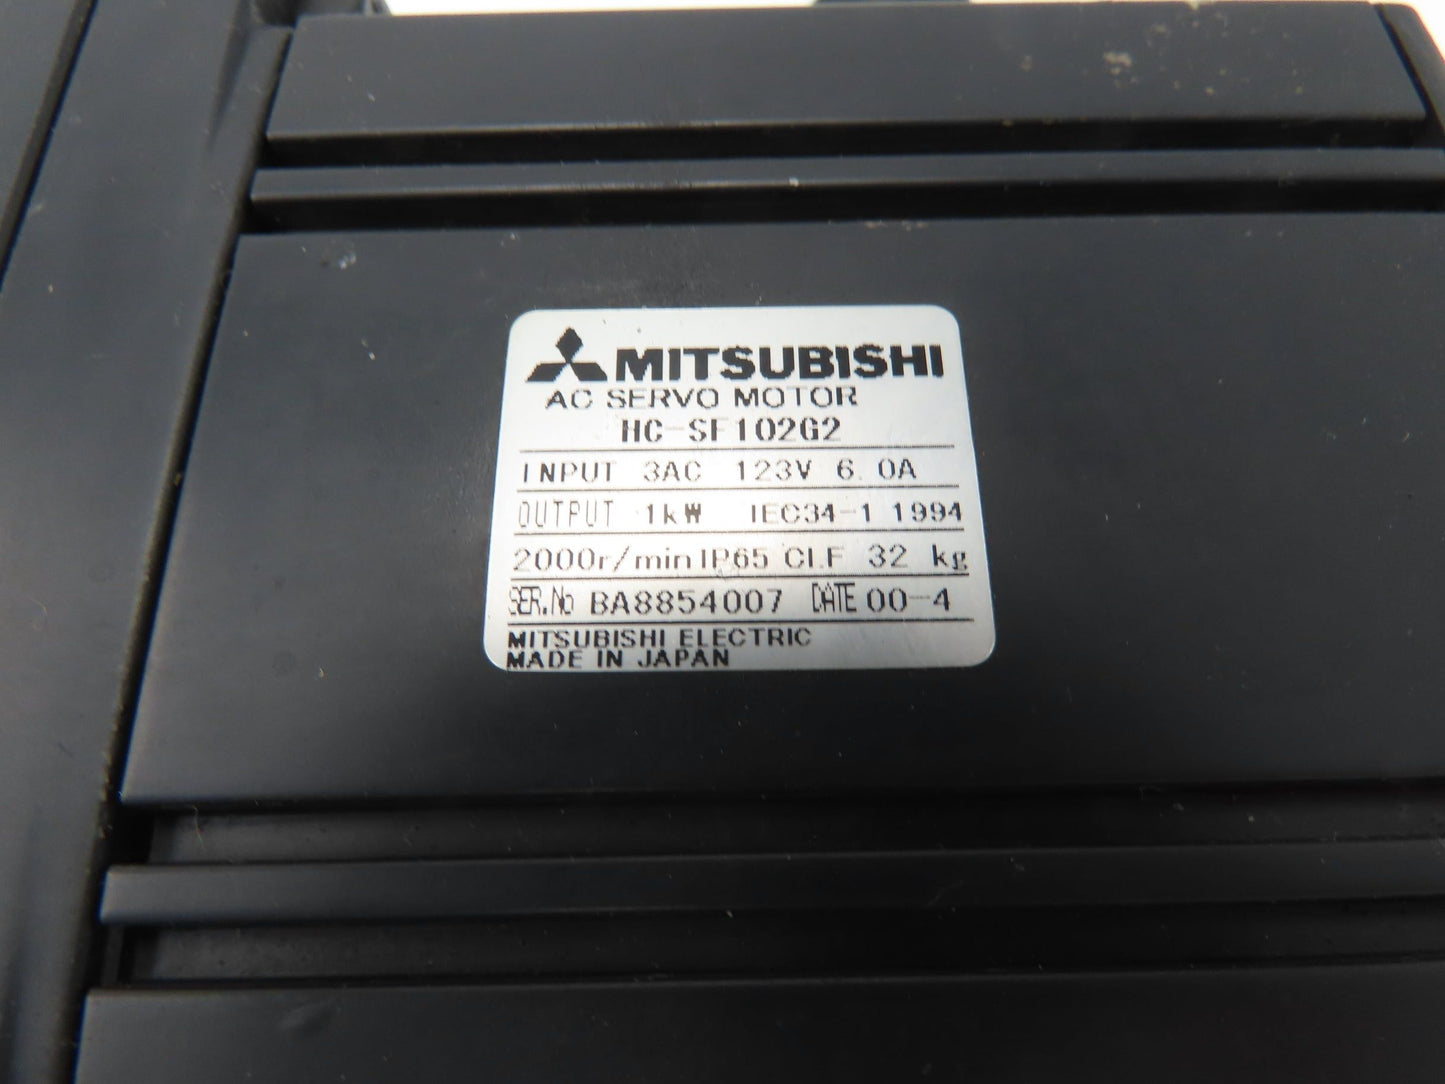 MITSUBISHI
AC SERVO MOTOR
HC-SF102G2
INPUT 3AC 123V 6.0A
OUTPUT 1kW IEC34-1 1994
2000r/min IP65 CI.F 32 kg
SER.No BA8854007 DATE 00-4
MITSUBISHI ELECTRIC
MADE IN JAPAN